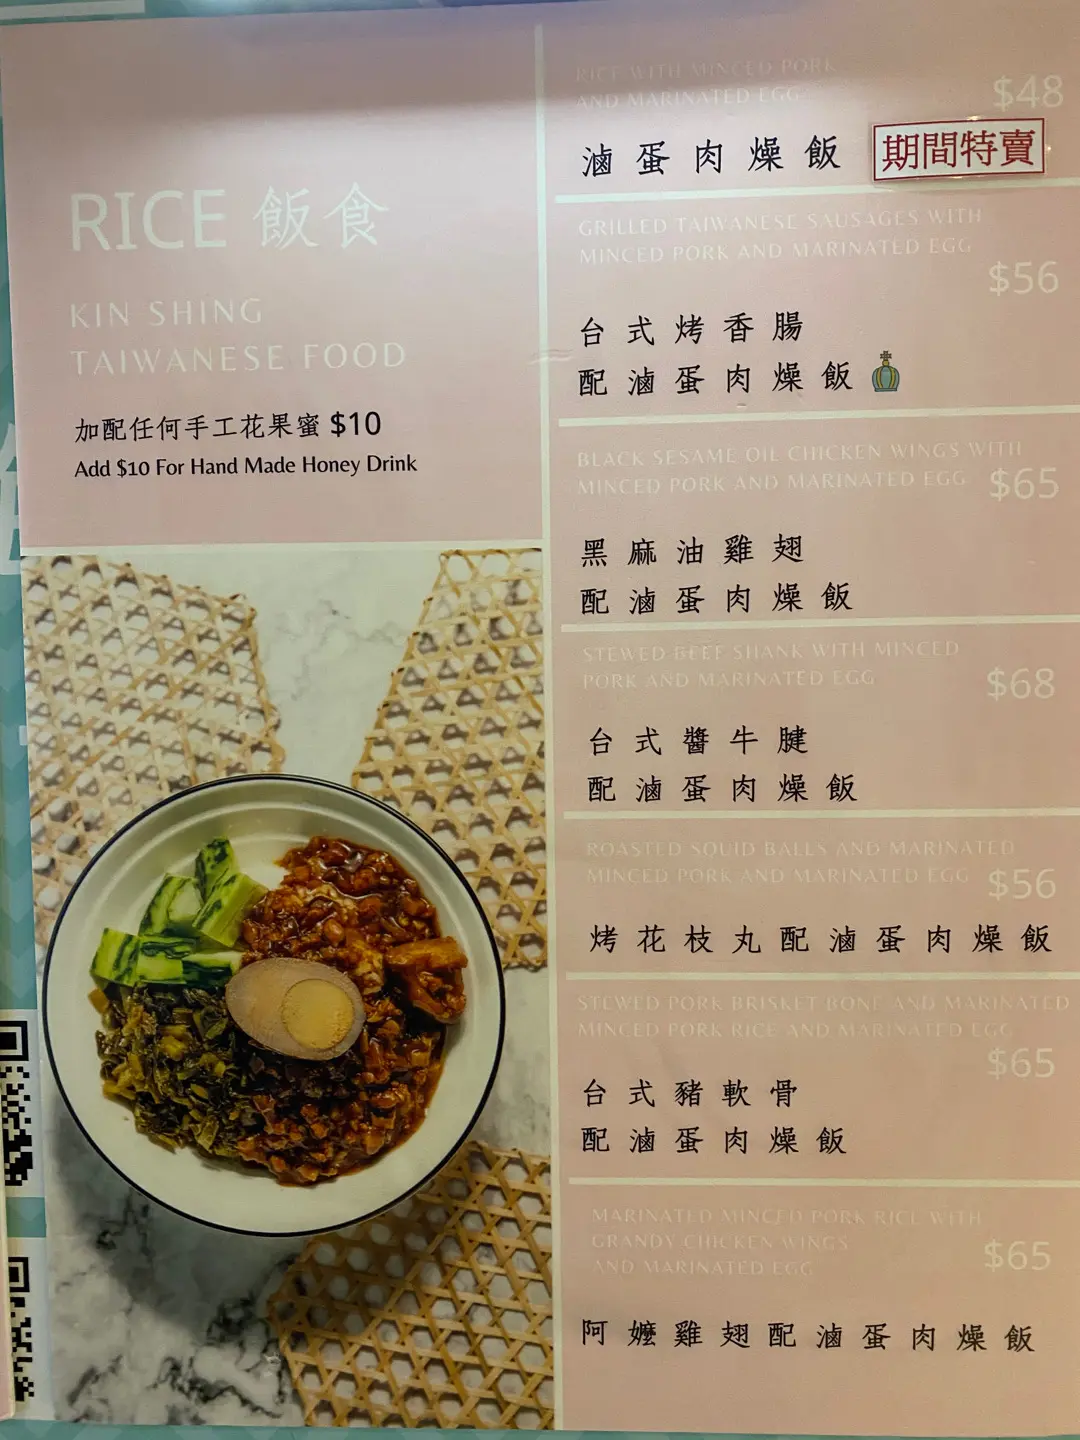 RICE 飯食
KIN SHING
TAIWANESE FOOD
加配任何手工花果蜜 $10
Add $10 For Hand Made Honey Drink
RICE WITH MINCED PORK
AND MARINATED EGG
$48
滷蛋肉燥飯
期間特賣
GRILLED TAIWANESE SAUSAGES WITH
MINCED PORK AND MARINATED EGG
$56
台式烤香腸
配滷蛋肉燥飯
BLACK SESAME OIL CHICKEN WINGS WITH
MINCED PORK AND MARINATED EGG
$65
黑麻油雞翅
配滷蛋肉燥飯
STEWED BEEF SHANK WITH MINCED
PORK AND MARINATED EGG
$68
台式醬牛腱
配滷蛋肉燥飯
ROASTED SQUID BALLS AND MARINATED
MINCED PORK AND MARINATED EGG
$56
烤花枝丸配滷蛋肉燥飯
STEWED PORK BRISKET BONE AND MARINATED
MINCED PORK RICE AND MARINATED EGG
$65
台式豬軟骨
配滷蛋肉燥飯
MARINATED MINCED PORK RICE WITH
GRANDY CHICKEN WINGS
AND MARINATED EGG
$65
阿嬤雞翅配滷蛋肉燥飯